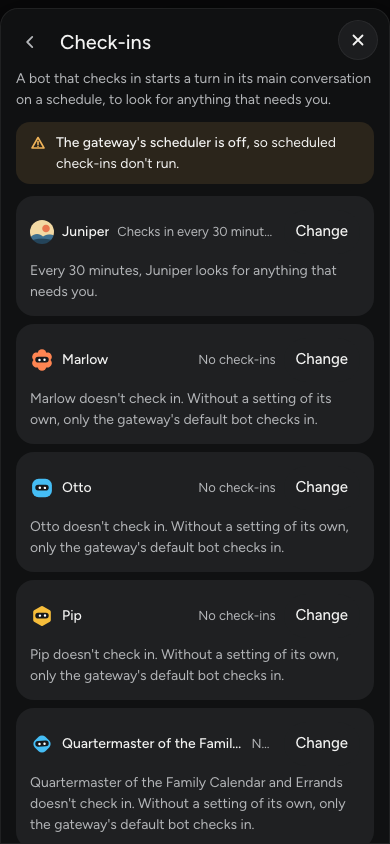 Check-ins
A bot that checks in starts a turn in its main conversation
on a schedule, to look for anything that needs you.
The gateway's scheduler is off, so scheduled
check-ins don't run.
Juniper Checks in every 30 minut... Change
Every 30 minutes, Juniper looks for anything that
needs you.
Marlow No check-ins Change
Marlow doesn't check in. Without a setting of its
own, only the gateway's default bot checks in.
Otto No check-ins Change
Otto doesn't check in. Without a setting of its own,
only the gateway's default bot checks in.
Pip No check-ins Change
Pip doesn't check in. Without a setting of its own,
only the gateway's default bot checks in.
Quartermaster of the Famil... N... Change
Quartermaster of the Family Calendar and Errands
doesn't check in. Without a setting of its own, only
the gateway's default bot checks in.